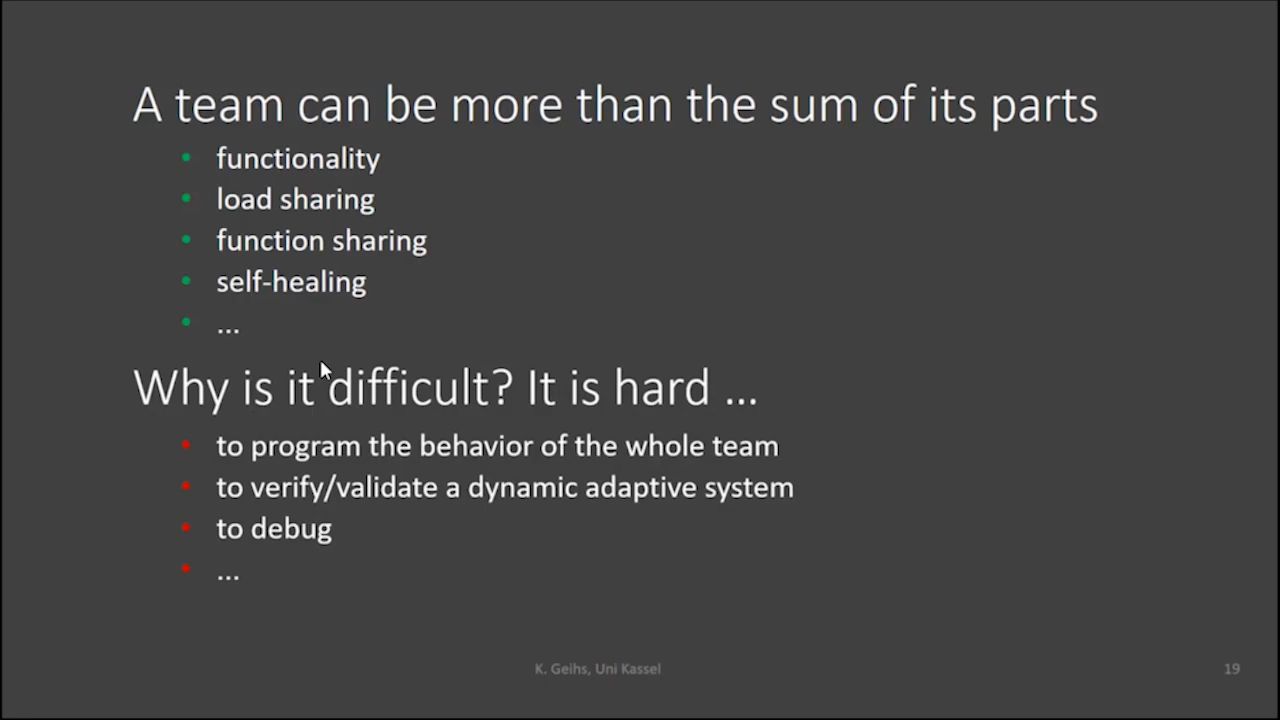 A team can be more than the sum of its parts
• functionality
• load sharing
• function sharing
• self-healing
• ...
Why is it difficult? It is hard ...
• to program the behavior of the whole team
• to verify/validate a dynamic adaptive system
• to debug
• ...
K. Geihs, Uni Kassel
19